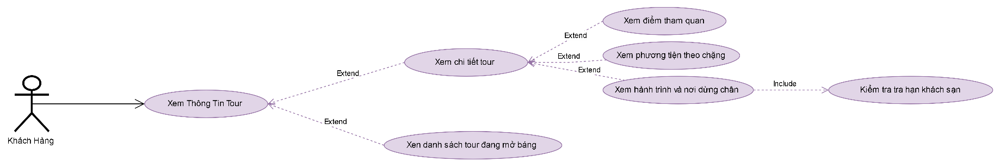 Khách Hàng
Xem Thông Tin Tour
Extend
Extend
Xem chi tiết tour
Xen danh sách tour đang mở báng
Extend
Extend
Extend
Xem điểm tham quan
Xem phương tiện theo chặng
Xem hành trình và nơi dừng chân
Include
Kiểm tra tra hạn khách sạn